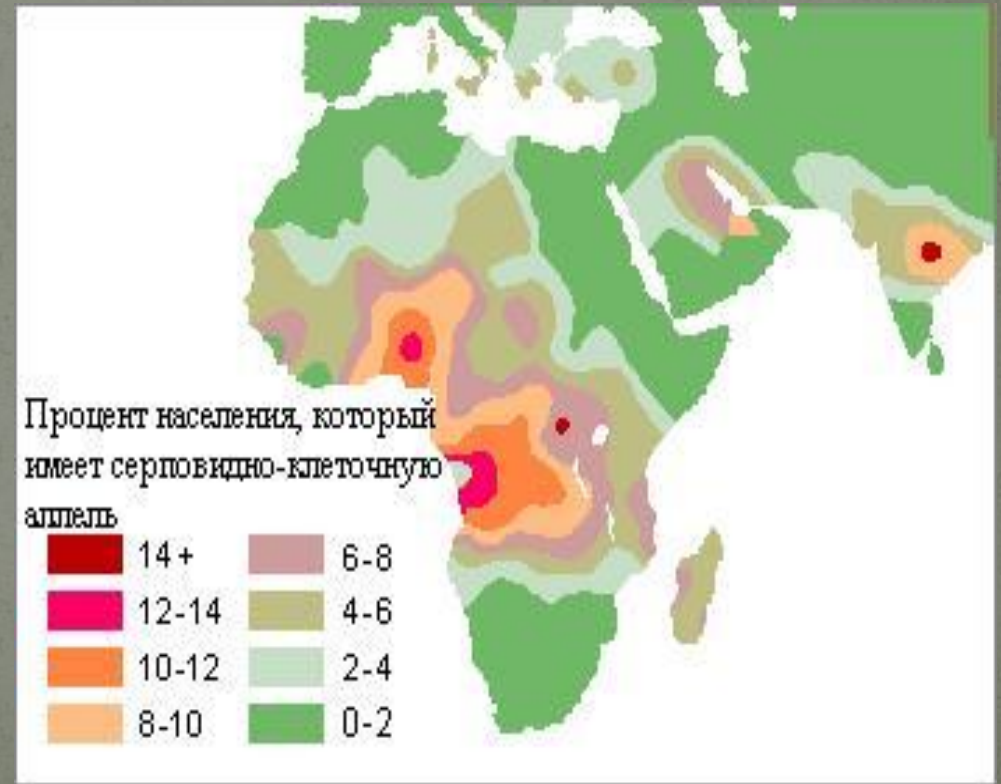 Процент населения, который
имеет серповидно-клеточную
аллель
14+
12-14
10-12
8-10
6-8
4-6
2-4
0-2